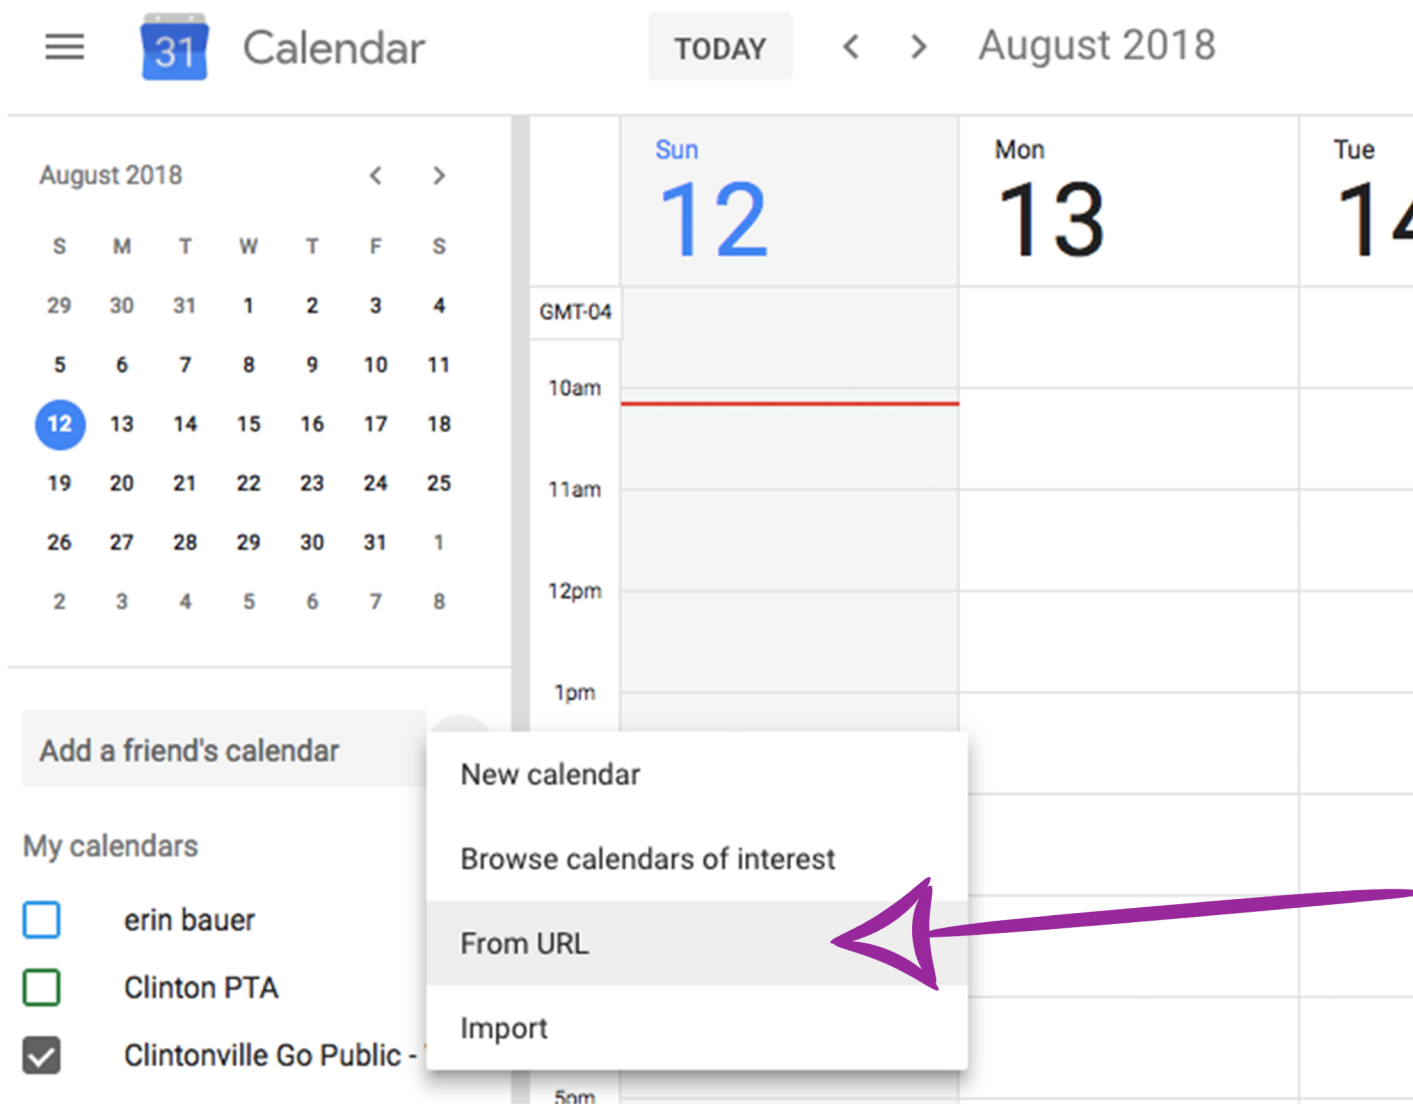 31 Calendar TODAY August 2018
August 2018
S M T W T F S
29 30 31 1 2 3 4
5 6 7 8 9 10 11
12 13 14 15 16 17 18
19 20 21 22 23 24 25
26 27 28 29 30 31 1
2 3 4 5 6 7 8
Add a friend's calendar
My calendars
erin bauer
Clinton PTA
Clintonville Go Public -
Sun Mon Tue
12 13 14
GMT-04
10am
11am
12pm
1pm
5pm
New calendar
Browse calendars of interest
From URL
Import